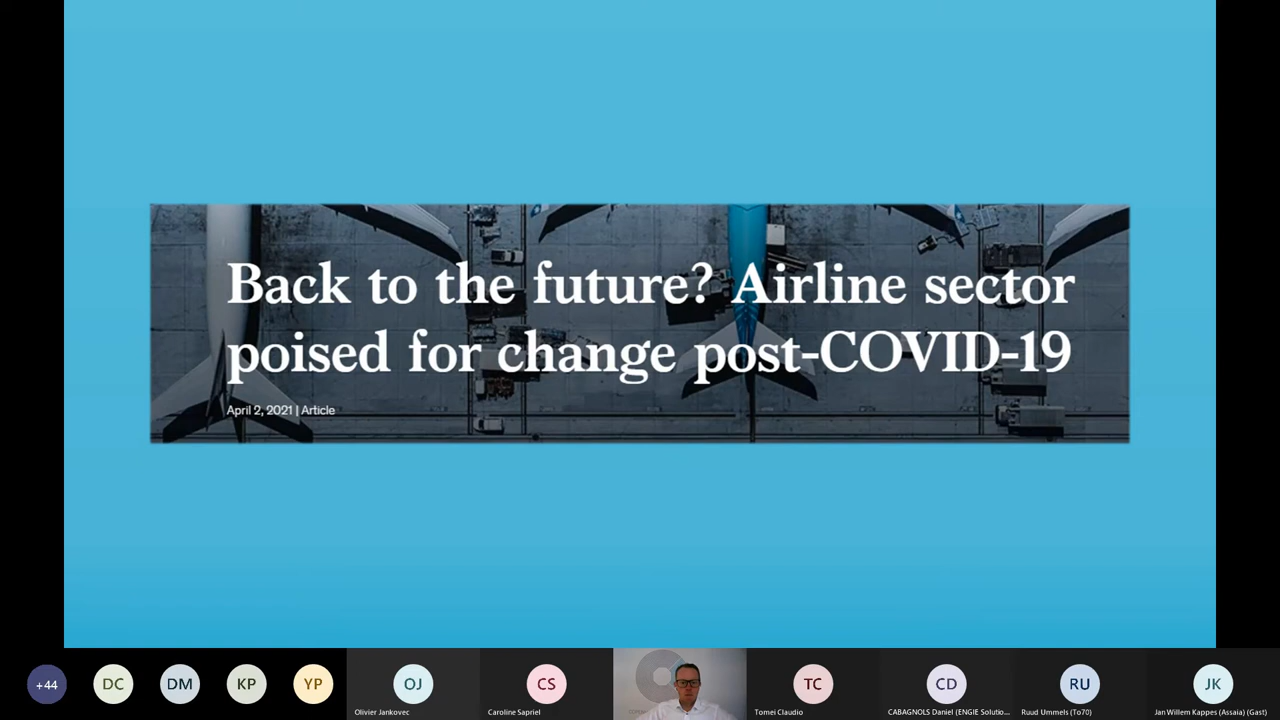 Back to the future? Airline sector
poised for change post-COVID-19
April 2, 2021 | Article
+44
DC
DM
KP
YP
OJ
Olivier Jankovec
CS
Caroline Sapriel
TC
Tomei Claudio
CD
CABAGNOLS Daniel (ENGIE Solutio...
RU
Ruud Ummels (To70)
JK
Jan Willem Kappes (Assaia) (Gast)